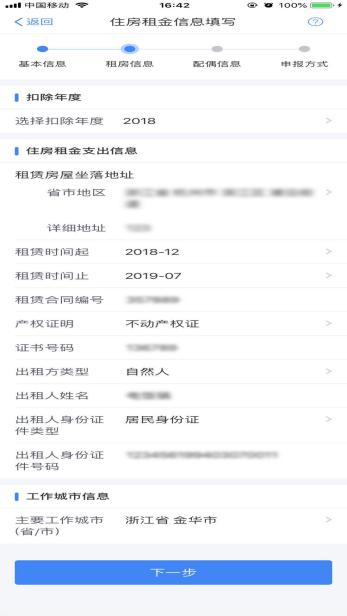 中国移动
16:42
100%
返回
住房租金信息填写
基本信息
租房信息
配偶信息
申报方式
扣除年度
选择扣除年度 2018
住房租金支出信息
租赁房屋坐落地址
省市地区
详细地址
租赁时间起 2018-12
租赁时间止 2019-07
租赁合同编号
产权证明 不动产权证
证书号码
出租方类型 自然人
出租人姓名
出租人身份证 居民身份证
件类型
出租人身份证
件号码
工作城市信息
主要工作城市 浙江省 金华市
(省/市)
下一步